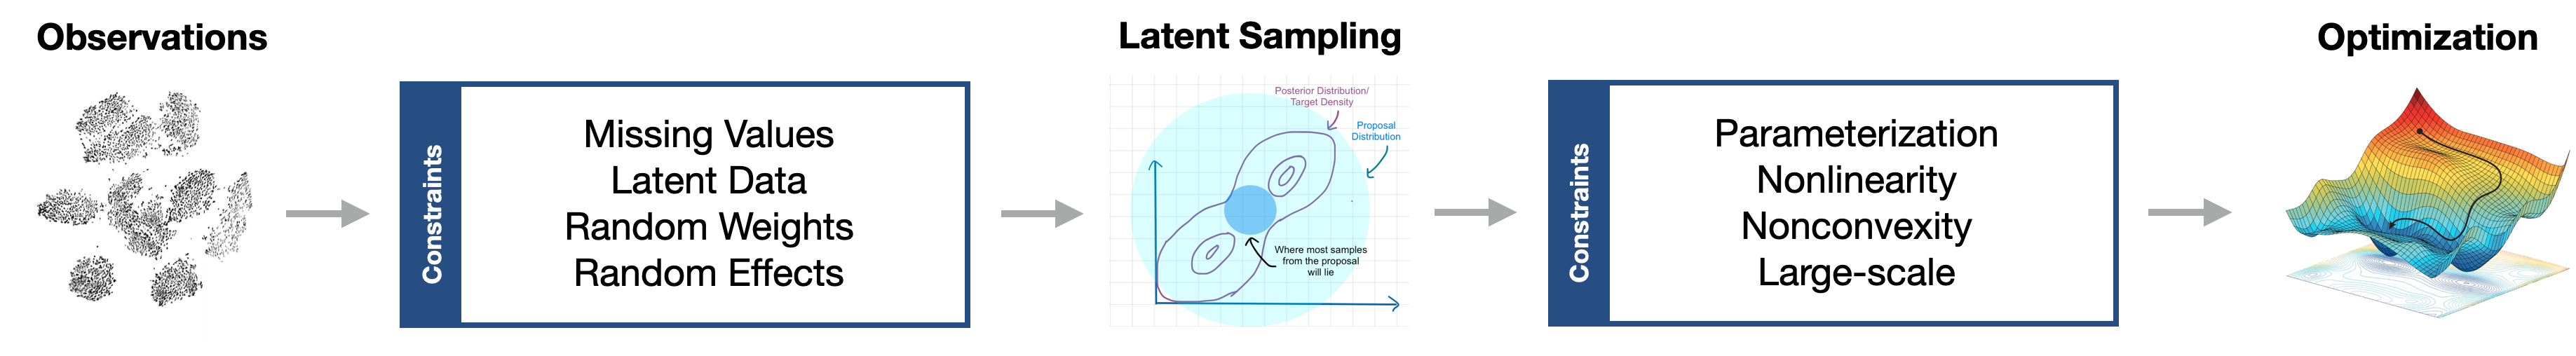 Observations
Constraints
Missing Values
Latent Data
Random Weights
Random Effects
Latent Sampling
Posterior Distribution/
Target Density
Proposal
Distribution
Where most samples
from the proposal
will lie
Constraints
Parameterization
Nonlinearity
Nonconvexity
Large-scale
Optimization